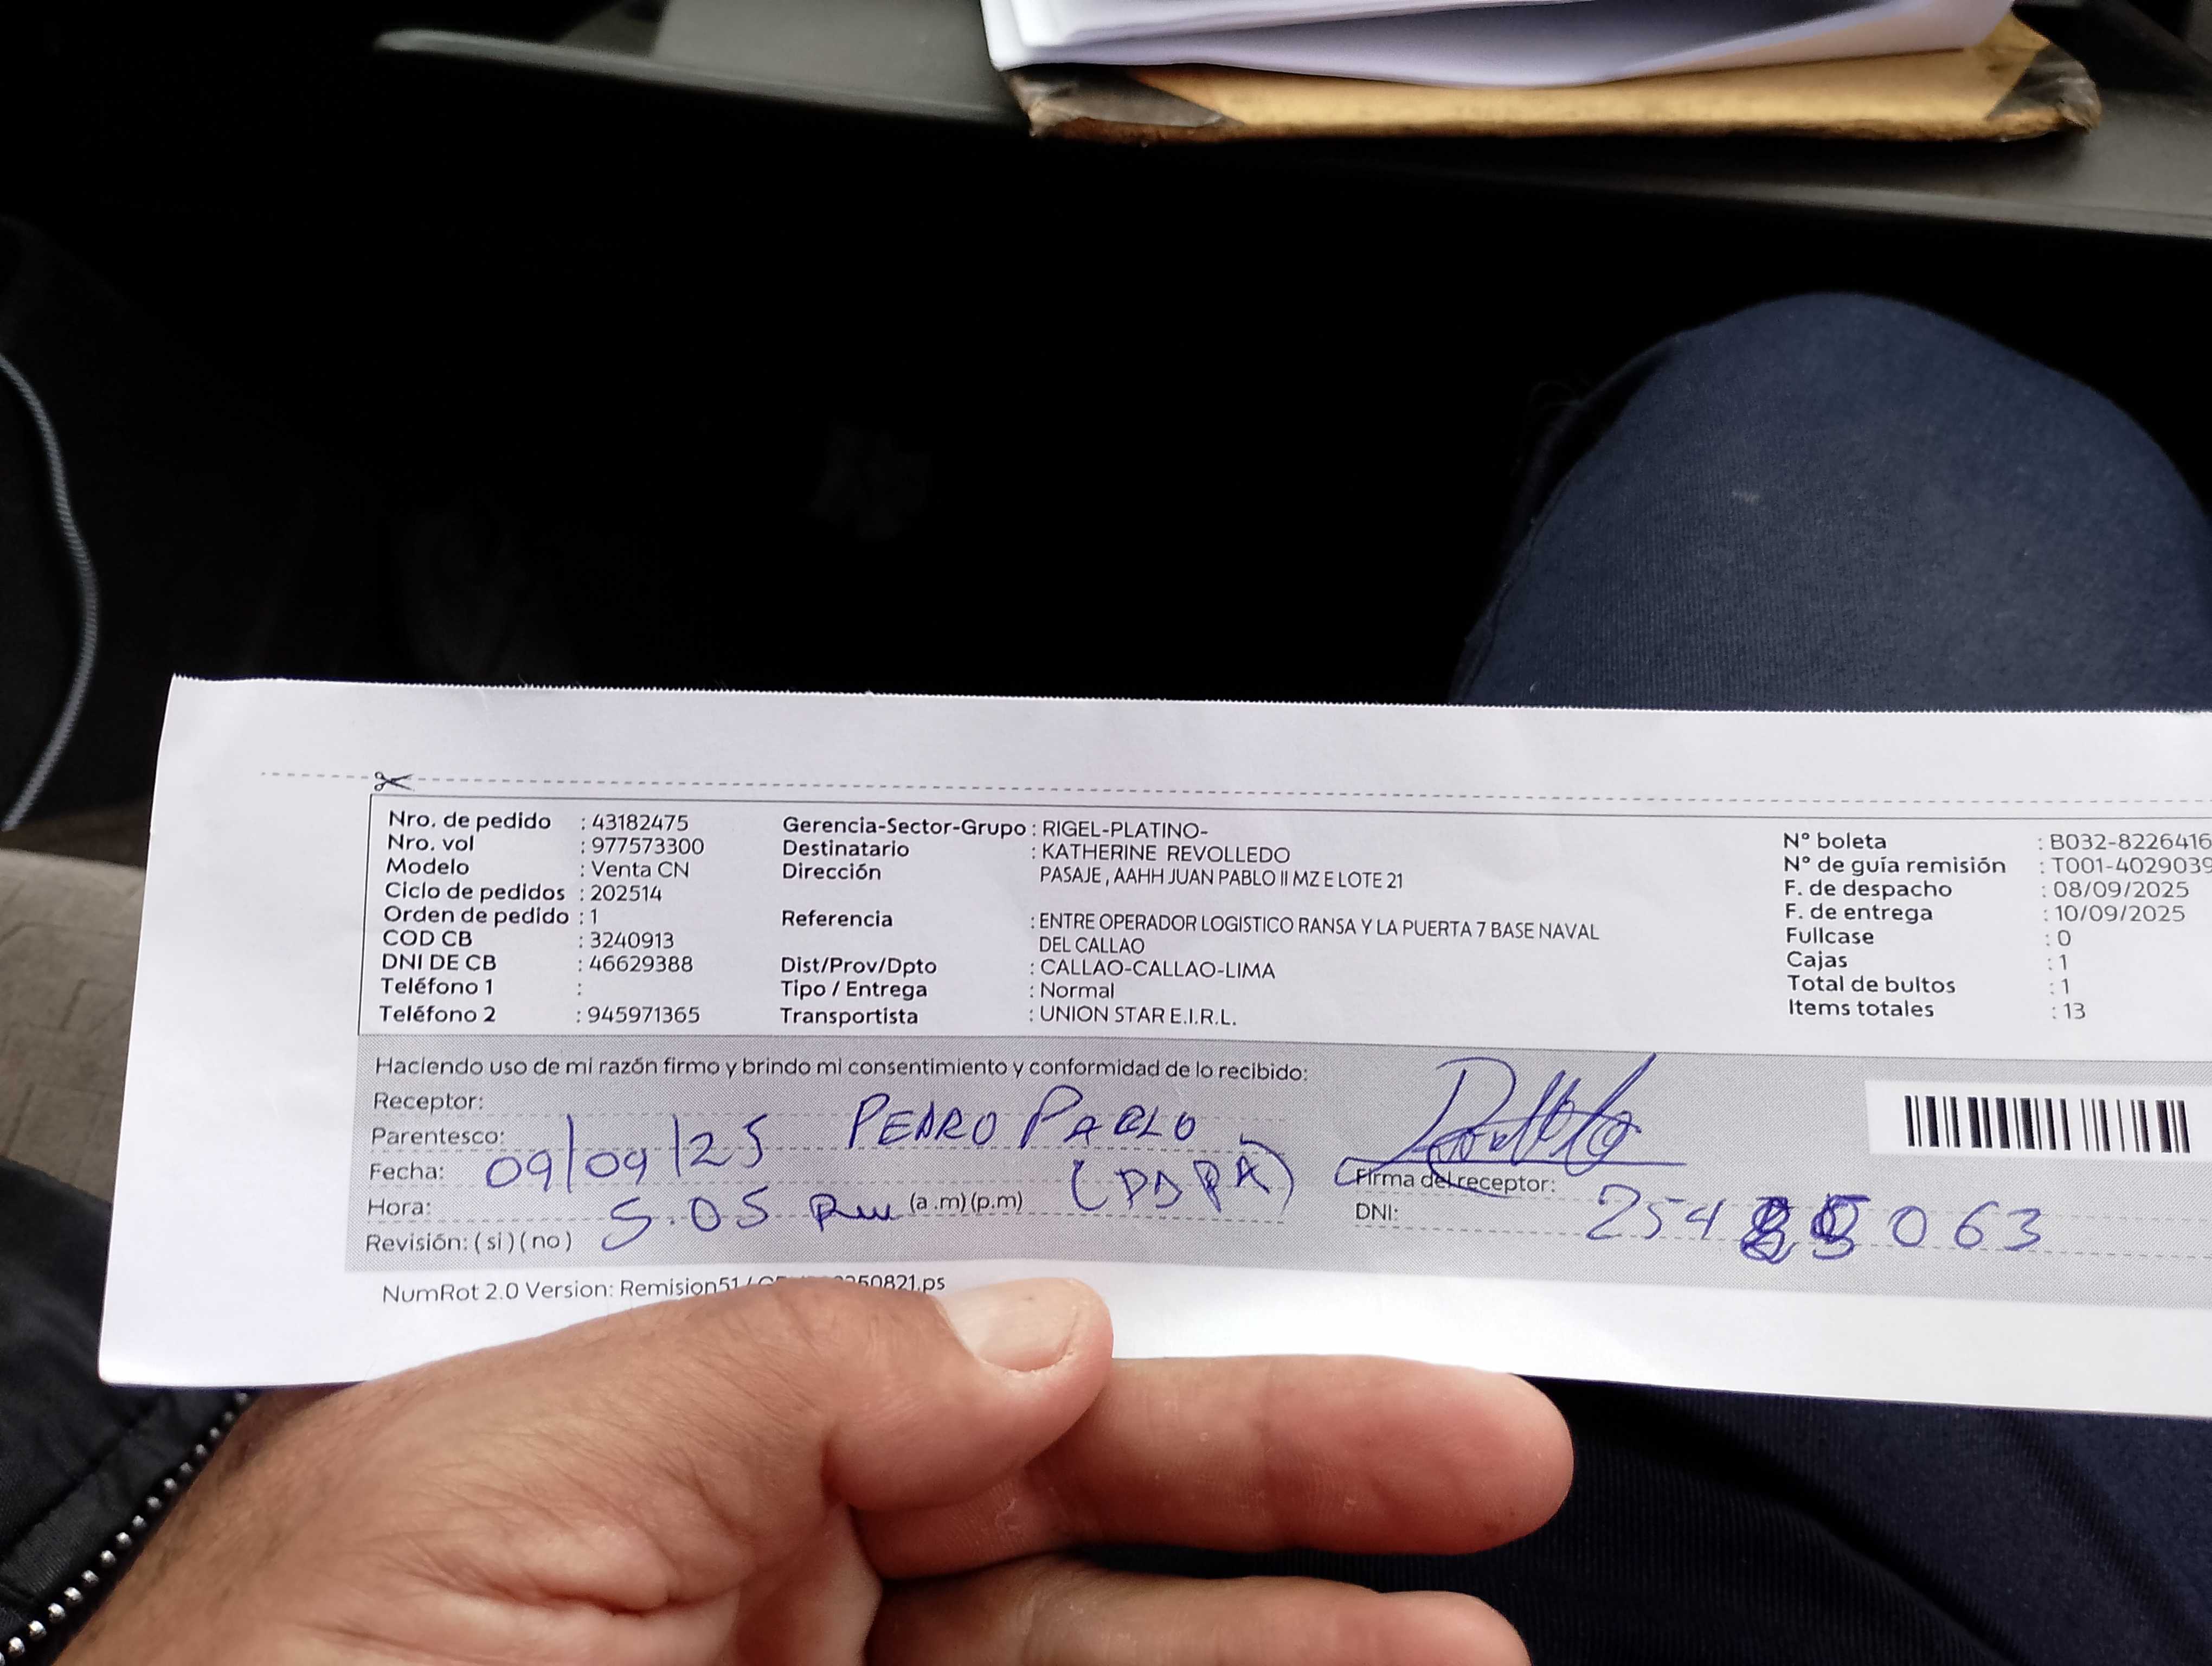 Nro. de pedido : 43182475
Nro. vol : 977573300
Modelo : Venta CN
Ciclo de pedidos : 202514
Orden de pedido : 1
COD CB : 3240913
DNI DE CB : 46629388
Teléfono 1 :
Teléfono 2 : 945971365
Gerencia-Sector-Grupo : RIGEL-PLATINO-
Destinatario : KATHERINE REVOLLEDO
Dirección PASAJE , AAHH JUAN PABLO II MZ E LOTE 21
Referencia : ENTRE OPERADOR LOGISTICO RANSA Y LA PUERTA 7 BASE NAVAL
DEL CALLAO
Dist/Prov/Dpto : CALLAO-CALLAO-LIMA
Tipo / Entrega : Normal
Transportista : UNION STAR E.I.R.L.
N° boleta : B032-8226416
N° de guía remisión : T001-4029039
F. de despacho : 08/09/2025
F. de entrega : 10/09/2025
Fullcase : 0
Cajas : 1
Total de bultos : 1
Items totales : 13
Haciendo uso de mi razón firmo y brindo mi consentimiento y conformidad de lo recibido:
Receptor:
PEDRO PABLO
Parentesco:
(PAPA)
Fecha: 09/09/25
Hora: 5.05 pm (a .m) (p.m)
Revisión: ( si ) ( no )
Firma del receptor:
DNI:
NumRot 2.0 Version: Remision51 50821.ps